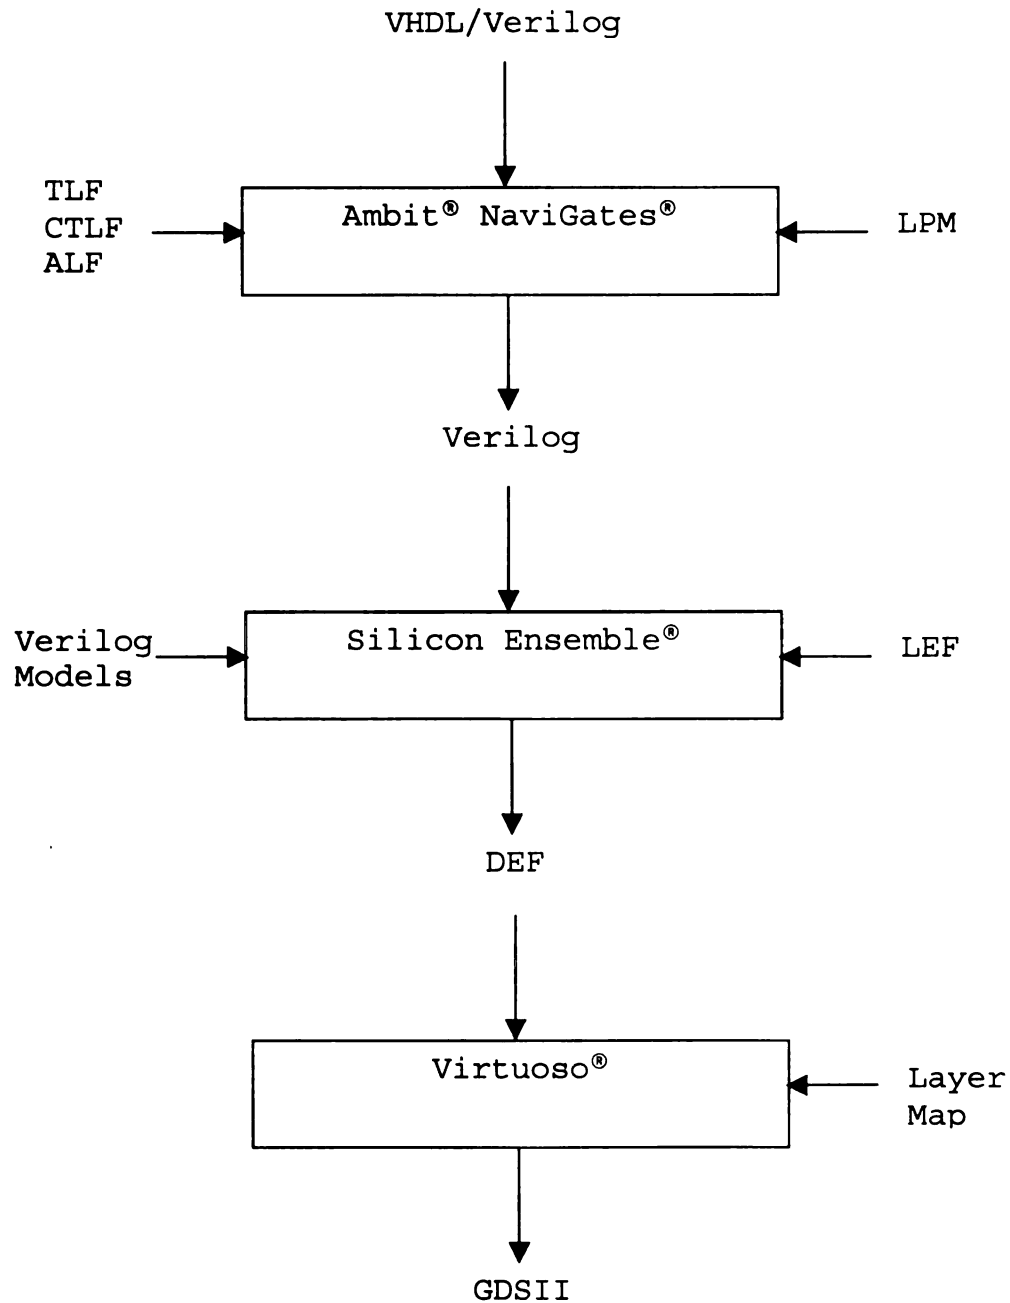 VHDL/Verilog
TLF
CTLF
ALF
Ambit® NaviGates®
LPM
Verilog
Verilog
Models
Silicon Ensemble®
LEF
DEF
Virtuoso®
Layer
Map
GDSII